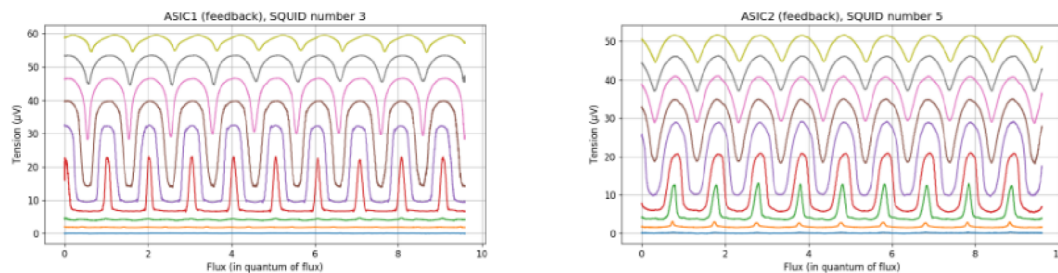 ASIC1 (feedback), SQUID number 3
60
50
40
30
20
10
0
Tension (µV)
0 2 4 6 8 10
Flux (in quantum of flux)
ASIC2 (feedback), SQUID number 5
50
40
30
20
10
0
Tension (µV)
0 2 4 6 8 10
Flux (in quantum of flux)